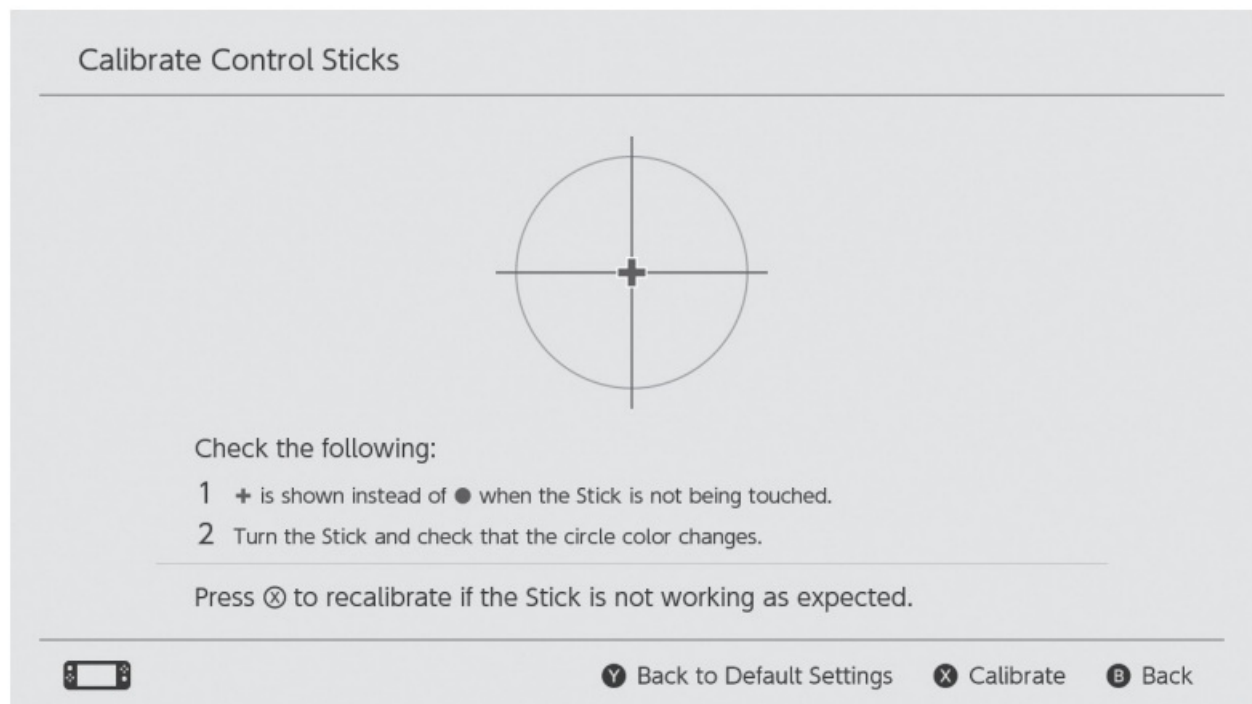 Calibrate Control Sticks
Check the following:
1 + is shown instead of ● when the Stick is not being touched.
2 Turn the Stick and check that the circle color changes.
Press Ⓧ to recalibrate if the Stick is not working as expected.
Ⓨ Back to Default Settings Ⓧ Calibrate Ⓑ Back